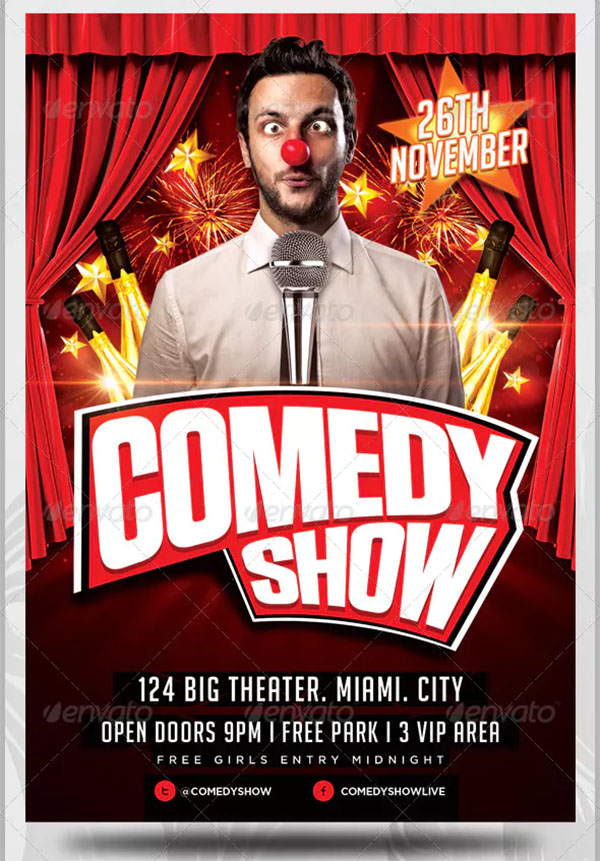 26TH
NOVEMBER
COMEDY
SHOW
124 BIG THEATER. MIAMI. CITY
OPEN DOORS 9PM | FREE PARK | 3 VIP AREA
FREE GIRLS ENTRY MIDNIGHT
@COMEDYSHOW
COMEDYSHOWLIVE
envato